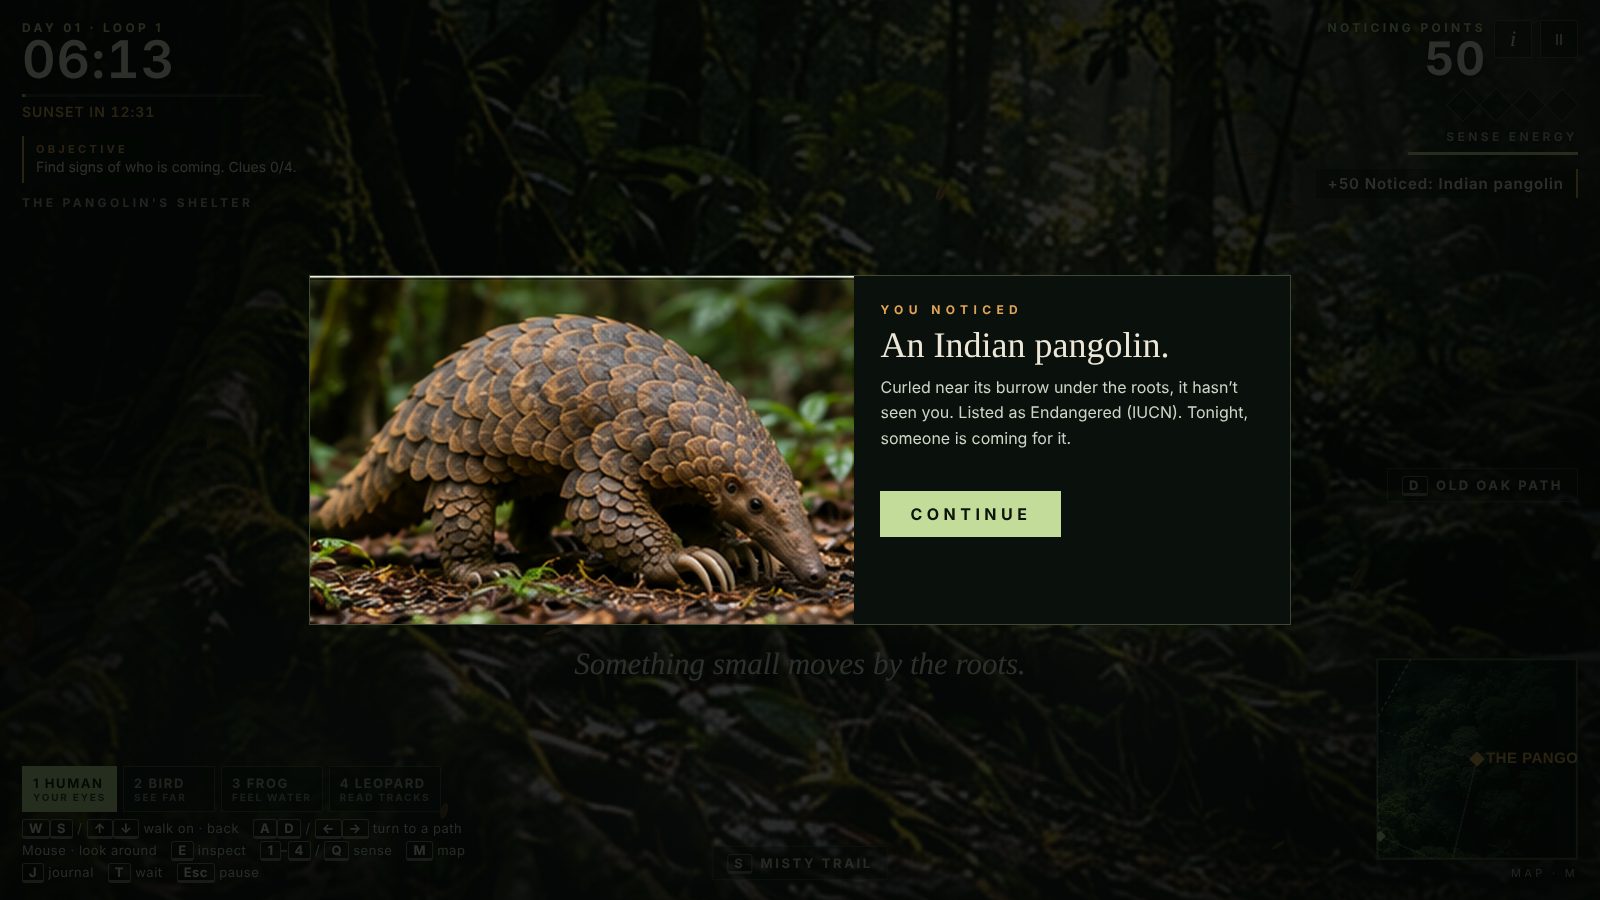 DAY 01 · LOOP 1
06:13
SUNSET IN 12:31
OBJECTIVE
Find signs of who is coming. Clues 0/4.
THE PANGOLIN'S SHELTER
NOTICING POINTS
50
i
II
SENSE ENERGY
+50 Noticed: Indian pangolin
YOU NOTICED
An Indian pangolin.
Curled near its burrow under the roots, it hasn’t
seen you. Listed as Endangered (IUCN). Tonight,
someone is coming for it.
CONTINUE
D OLD OAK PATH
Something small moves by the roots.
THE PANGO
1 HUMAN
YOUR EYES
2 BIRD
SEE FAR
3 FROG
FEEL WATER
4 LEOPARD
READ TRACKS
W S / ↑ ↓ walk on · back A D / ← → turn to a path
Mouse · look around E inspect 1–4 / Q sense M map
J journal T wait Esc pause
S MISTY TRAIL
MAP · M